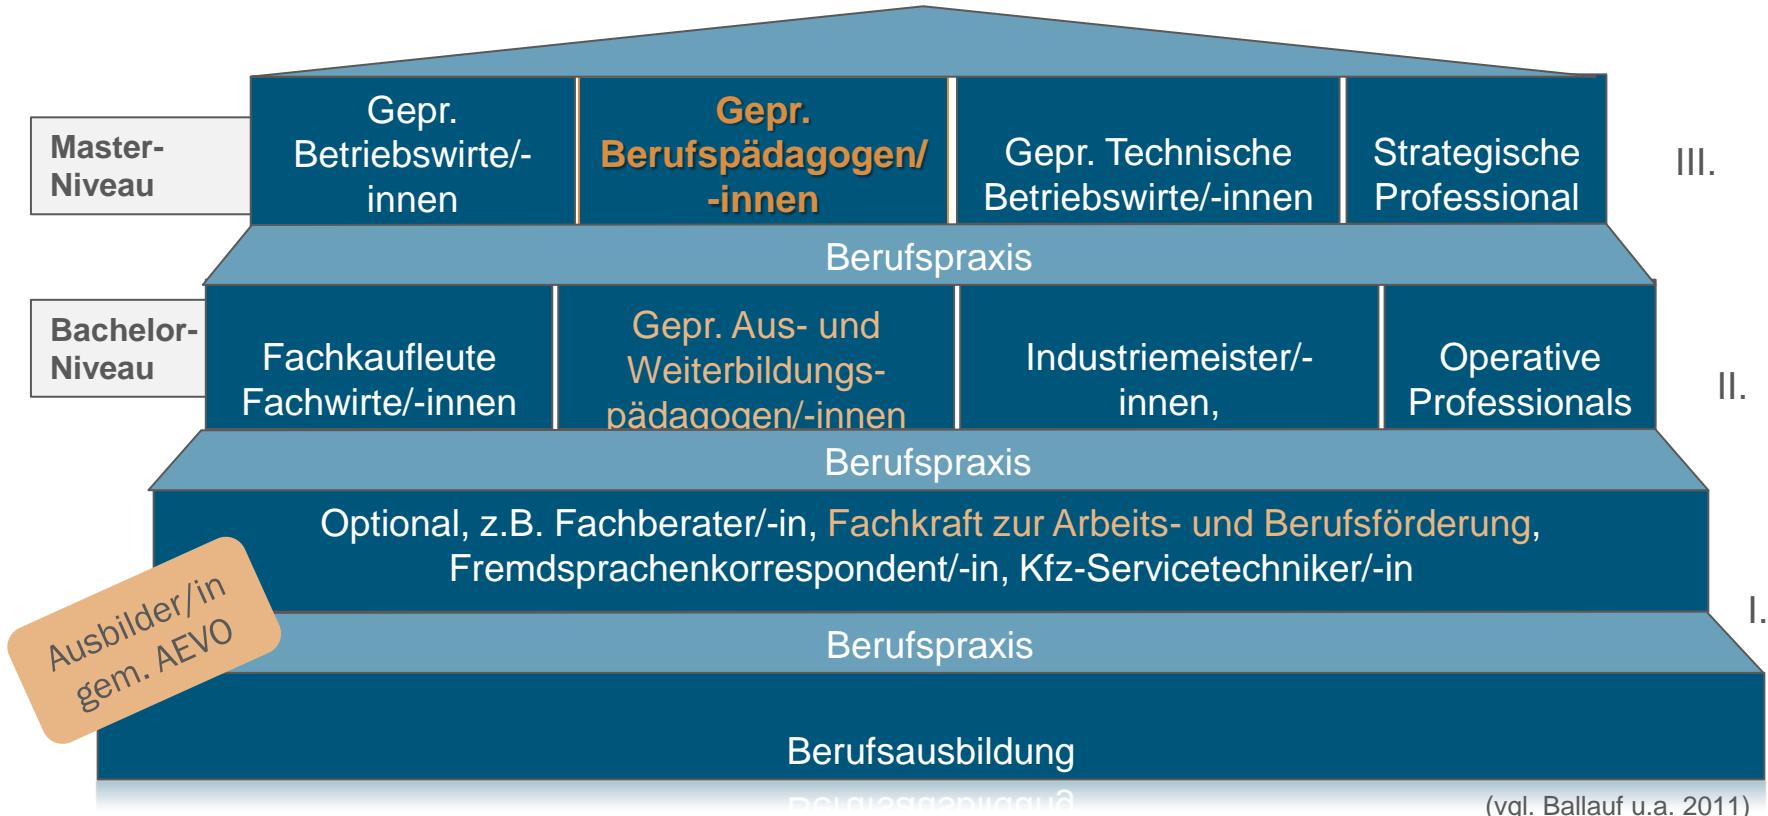 Gepr.
Betriebswirte/-
innen
Gepr.
Berufspädagogen/
-innen
Gepr. Technische
Betriebswirte/-innen
Strategische
Professional
Master-
Niveau
III.
Berufspraxis
Bachelor-
Niveau
Fachkaufleute
Fachwirte/-innen
Gepr. Aus- und
Weiterbildungs-
pädagogen/-innen
Industriemeister/-
innen,
Operative
Professionals
II.
Berufspraxis
Optional, z.B. Fachberater/-in, Fachkraft zur Arbeits- und Berufsförderung,
Fremdsprachenkorrespondent/-in, Kfz-Servicetechniker/-in
Ausbilder/in
gem. AEVO
I.
Berufspraxis
Berufsausbildung
(vgl. Ballauf u.a. 2011)